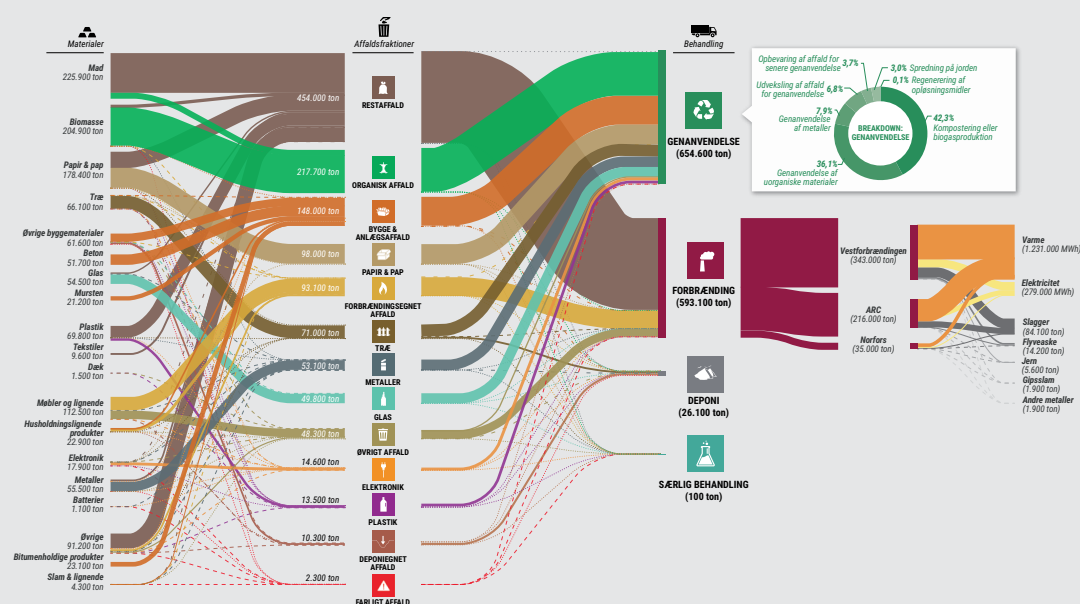 Materialer
Mad
225.900 ton
Biomasse
204.900 ton
Papir & pap
178.400 ton
Træ
66.100 ton
Øvrige byggematerialer
61.600 ton
Beton
51.700 ton
Glas
54.500 ton
Mursten
21.200 ton
Plastik
69.800 ton
Tekstiler
9.600 ton
Dæk
1.500 ton
Møbler og lignende
112.500 ton
Husholdningslignende
produkter
22.900 ton
Elektronik
17.900 ton
Metaller
55.500 ton
Batterier
1.100 ton
Øvrige
91.200 ton
Bitumenholdige produkter
23.100 ton
Slam & lignende
4.300 ton
Affaldsfraktioner
454.000 ton
RESTAFFALD
217.700 ton
ORGANISK AFFALD
148.000 ton
BYGGE &
ANLÆGSAFFALD
98.000 ton
PAPIR & PAP
93.100 ton
FORBRÆNDINGSEGNET
AFFALD
71.000 ton
TRÆ
53.100 ton
METALLER
49.800 ton
GLAS
48.300 ton
ØVRIGT AFFALD
14.600 ton
ELEKTRONIK
13.500 ton
PLASTIK
10.300 ton
DEPONIEGNET
AFFALD
2.300 ton
FARLIGT AFFALD
Behandling
GENANVENDELSE
(654.600 ton)
FORBRÆNDING
(593.100 ton)
DEPONI
(26.100 ton)
SÆRLIG BEHANDLING
(100 ton)
BREAKDOWN:
GENANVENDELSE
Opbevaring af affald for
senere genanvendelse
3,7%
Udveksling af affald
for genanvendelse
6,8%
7,9%
Genanvendelse
af metaller
36,1%
Genanvendelse af
uorganiske materialer
3,0% Spredning på jorden
0,1% Regenerering af
opløsningsmidler
42,3%
Kompostering eller
biogasproduktion
Vestforbrændingen
(343.000 ton)
ARC
(216.000 ton)
Norfors
(35.000 ton)
Varme
(1.231.000 MWh)
Elektricitet
(279.000 MWh)
Slagger
(84.100 ton)
Flyveaske
(14.200 ton)
Jern
(5.600 ton)
Gipsslam
(1.900 ton)
Andre metaller
(1.900 ton)